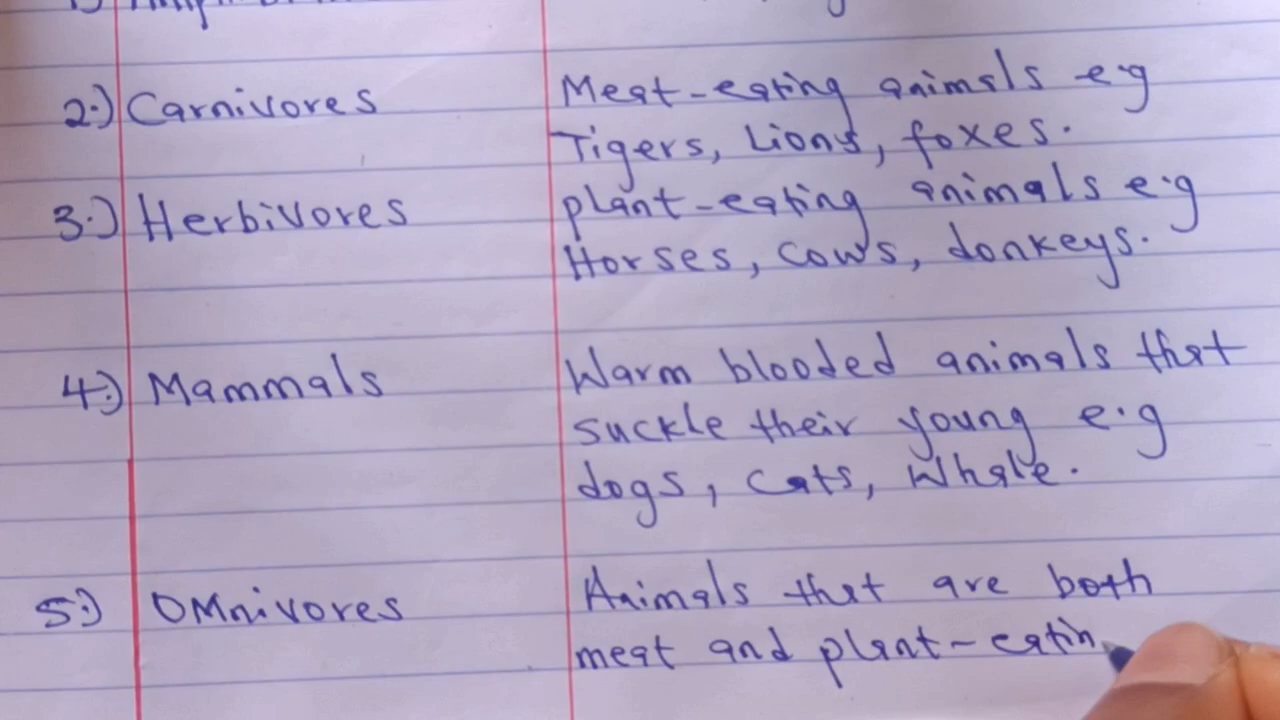 2.) Carnivores Meat-eating animals e.g
Tigers, Lions, foxes.
3.) Herbivores plant-eating animals e.g
Horses, cows, donkeys.
4.) Mammals Warm blooded animals that
suckle their young e.g
dogs, cats, Whale.
5.) Omnivores Animals that are both
meat and plant-eatin